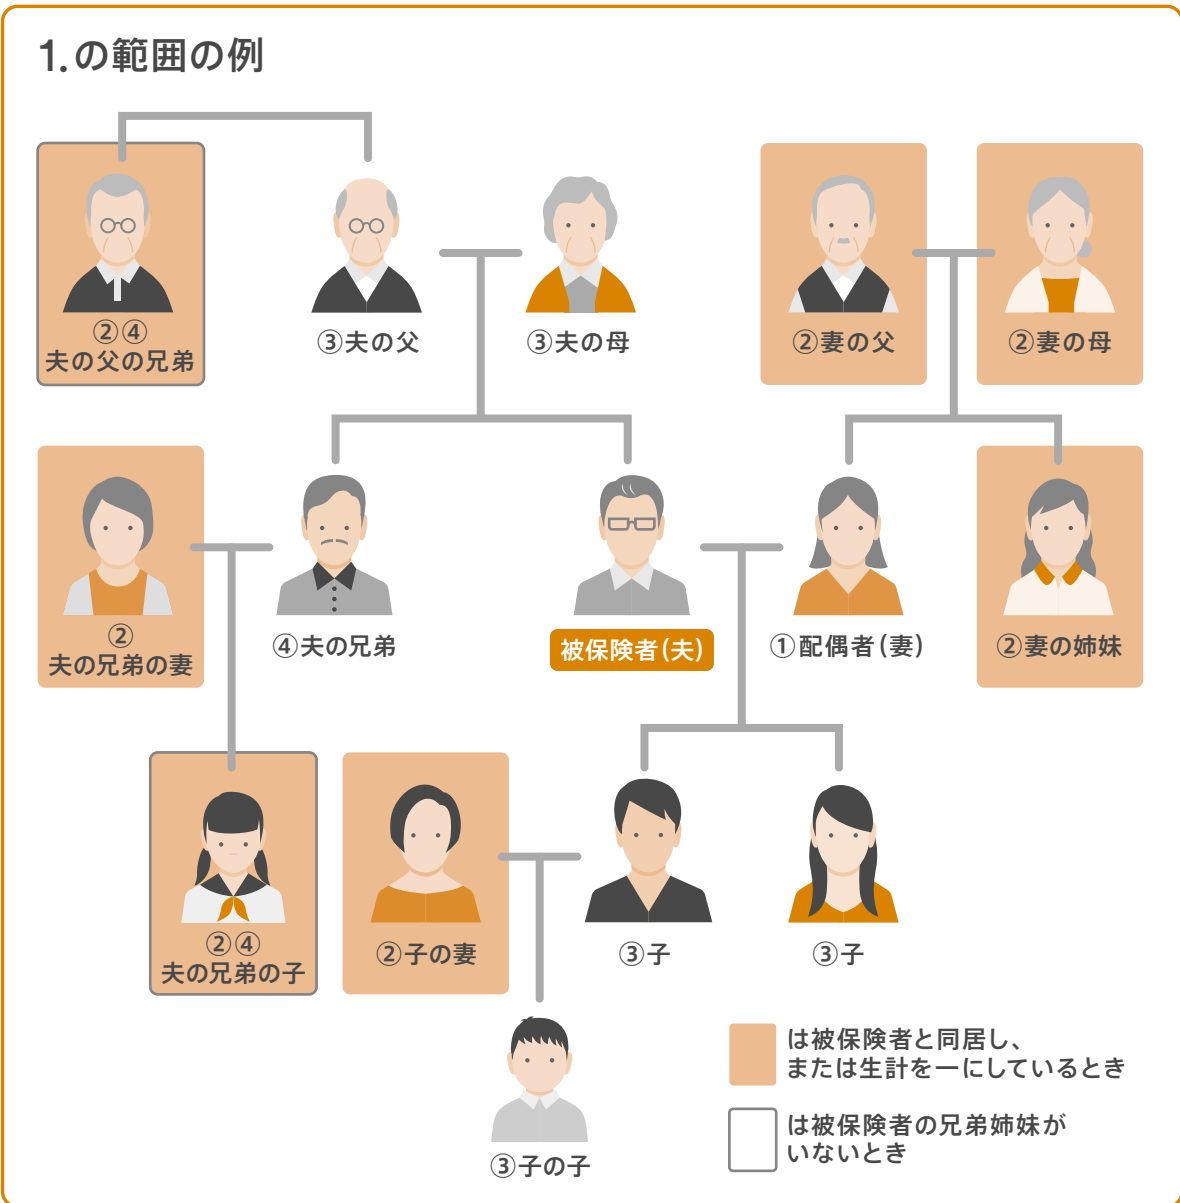 1.の範囲の例
②④
夫の父の兄弟
③夫の父
③夫の母
②妻の父
②妻の母
②
夫の兄弟の妻
④夫の兄弟
被保険者(夫)
①配偶者(妻)
②妻の姉妹
②④
夫の兄弟の子
②子の妻
③子
③子
③子の子
は被保険者と同居し、
または生計を一にしているとき
は被保険者の兄弟姉妹が
いないとき